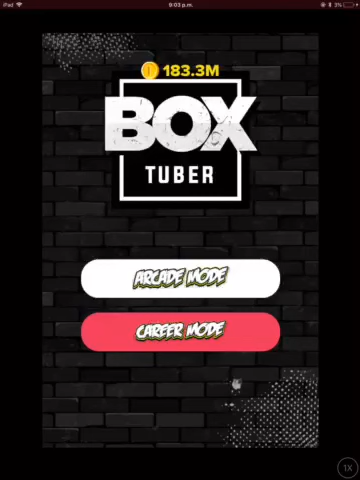 iPad 9:03 p.m. 3%
183.3M
BOX
TUBER
ARCADE MODE
CAREER MODE
1X